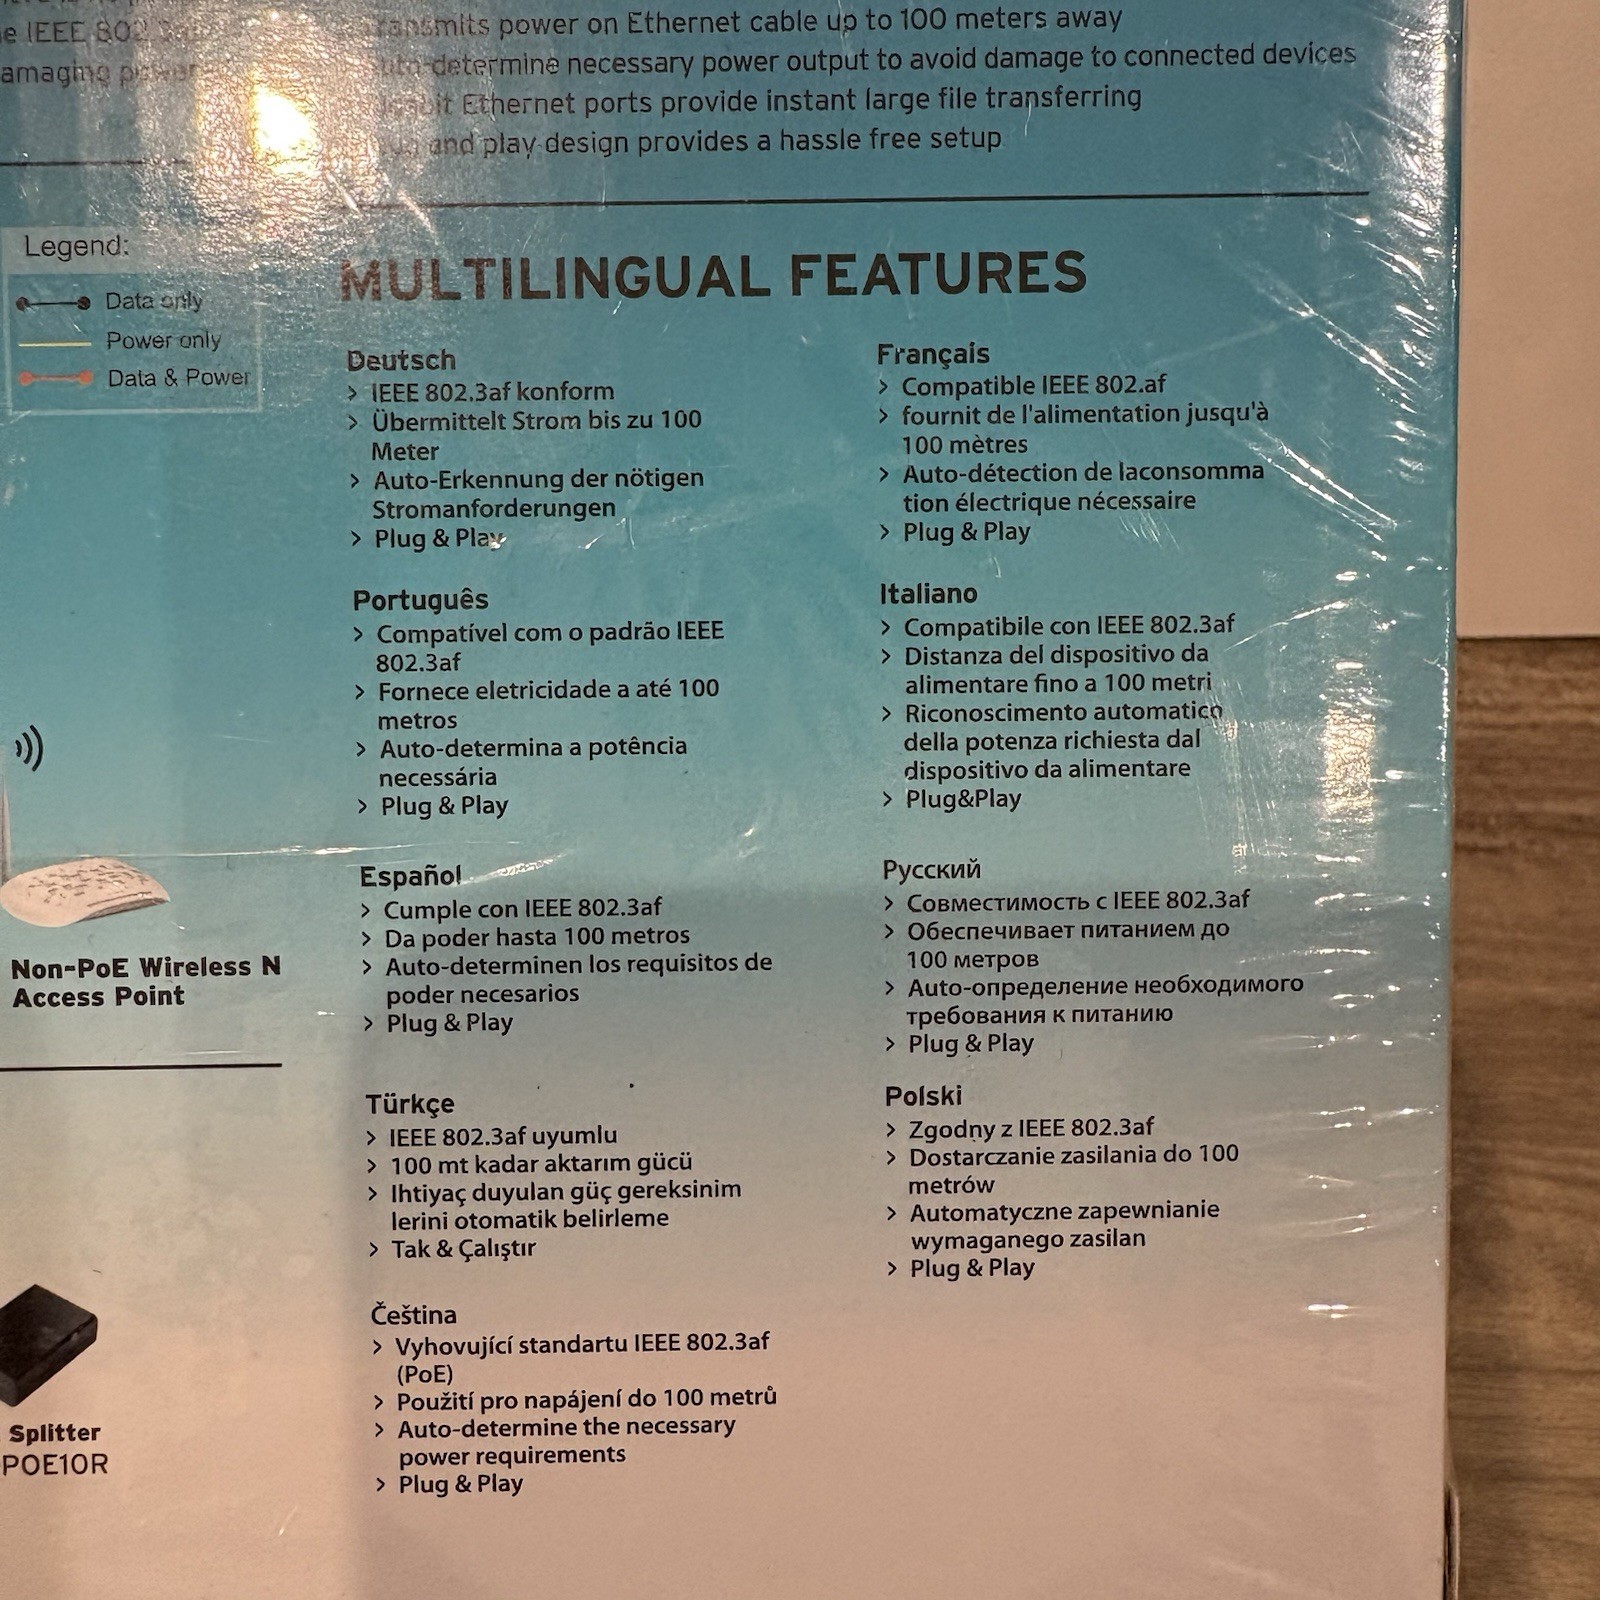 e IEEE 802
amaging
transmits power on Ethernet cable up to 100 meters away
determine necessary power output to avoid damage to connected devices
Ethernet ports provide instant large file transferring
and play design provides a hassle free setup
Legend:
Data only
Power only
Data & Power
MULTILINGUAL FEATURES
Deutsch
> IEEE 802.3af konform
> Übermittelt Strom bis zu 100
Meter
> Auto-Erkennung der nötigen
Stromanforderungen
> Plug & Play
Français
> Compatible IEEE 802.af
> fournit de l'alimentation jusqu'à
100 mètres
> Auto-détection de laconsomma
tion électrique nécessaire
> Plug & Play
Português
> Compatível com o padrão IEEE
802.3af
> Fornece eletricidade a até 100
metros
> Auto-determina a potência
necessária
> Plug & Play
Italiano
> Compatibile con IEEE 802.3af
> Distanza del dispositivo da
alimentare fino a 100 metri
> Riconoscimento automatico
della potenza richiesta dal
dispositivo da alimentare
> Plug&Play
Español
> Cumple con IEEE 802.3af
> Da poder hasta 100 metros
> Auto-determinen los requisitos de
poder necesarios
> Plug & Play
Русский
> Совместимость с IEEE 802.3af
> Обеспечивает питанием до
100 метров
> Auto-определение необходимого
требования к питанию
> Plug & Play
Non-PoE Wireless N
Access Point
Türkçe
> IEEE 802.3af uyumlu
> 100 mt kadar aktarım gücü
> Ihtiyaç duyulan güç gereksinim
lerini otomatik belirleme
> Tak & Çalıştır
Polski
> Zgodny z IEEE 802.3af
> Dostarczanie zasilania do 100
metrów
> Automatyczne zapewnianie
wymaganego zasilan
> Plug & Play
Čeština
> Vyhovující standartu IEEE 802.3af
(PoE)
> Použití pro napájení do 100 metrů
> Auto-determine the necessary
power requirements
> Plug & Play
Splitter
POE10R